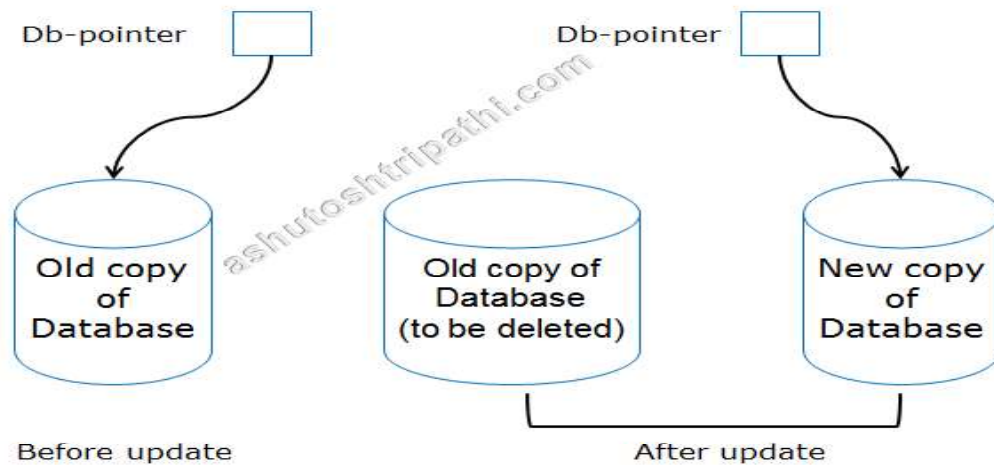 Db-pointer
Db-pointer
ashutoshtripathi.com
Old copy
of
Database
Old copy of
Database
(to be deleted)
New copy
of
Database
Before update
After update